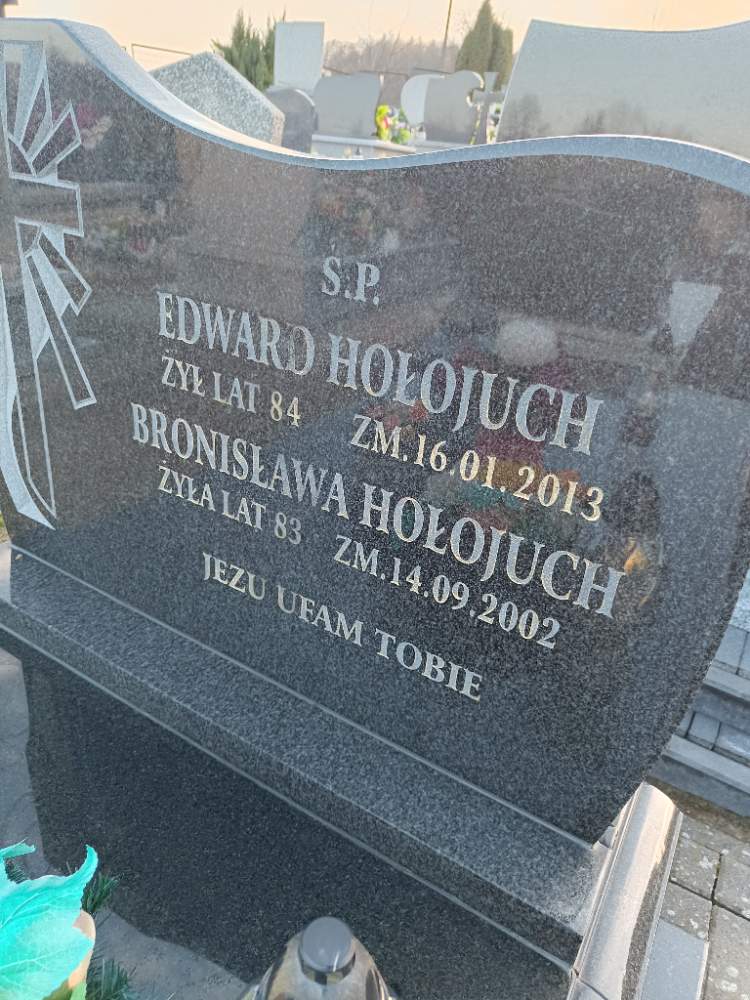 Ś.P.
EDWARD HOŁOJUCH
ŻYŁ LAT 84 ZM.16.01.2013
BRONISŁAWA HOŁOJUCH
ŻYŁA LAT 83 ZM.14.09.2002
JEZU UFAM TOBIE